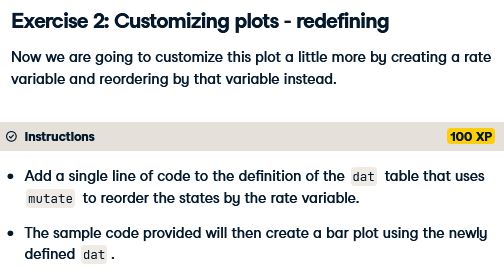 Exercise 2: Customizing plots - redefining
Now we are going to customize this plot a little more by creating a rate
variable and reordering by that variable instead.
Instructions
100 XP
Add a single line of code to the definition of the dat table that uses
mutate to reorder the states by the rate variable.
The sample code provided will then create a bar plot using the newly
defined dat .